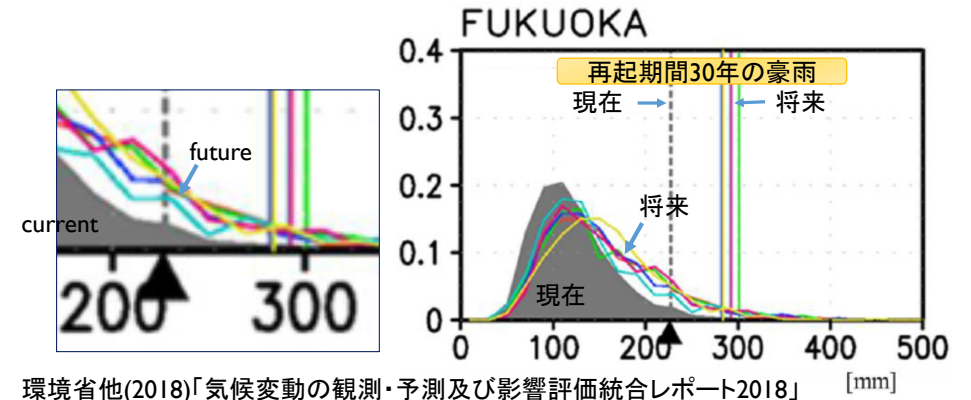 FUKUOKA
0.4
0.3
0.2
0.1
0
再起期間30年の豪雨
現在
将来
将来
現在
0 100 200 300 400 500
[mm]
future
current
200 300
環境省他(2018)「気候変動の観測・予測及び影響評価統合レポート2018」